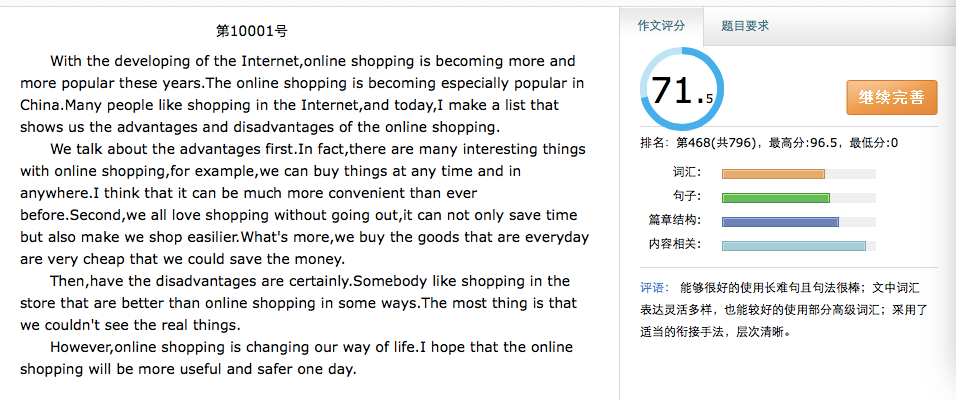 第10001号
With the developing of the Internet,online shopping is becoming more and
more popular these years.The online shopping is becoming especially popular in
China.Many people like shopping in the Internet,and today,I make a list that
shows us the advantages and disadvantages of the online shopping.
We talk about the advantages first.In fact,there are many interesting things
with online shopping,for example,we can buy things at any time and in
anywhere.I think that it can be much more convenient than ever
before.Second,we all love shopping without going out,it can not only save time
but also make we shop easilier.What's more,we buy the goods that are everyday
are very cheap that we could save the money.
Then,have the disadvantages are certainly.Somebody like shopping in the
store that are better than online shopping in some ways.The most thing is that
we couldn't see the real things.
However,online shopping is changing our way of life.I hope that the online
shopping will be more useful and safer one day.
作文评分 题目要求
71.5
继续完善
排名：第468(共796)，最高分:96.5，最低分:0
词汇：
句子：
篇章结构：
内容相关：
评语： 能够很好的使用长难句且句法很棒；文中词汇
表达灵活多样，也能较好的使用部分高级词汇；采用了
适当的衔接手法，层次清晰。